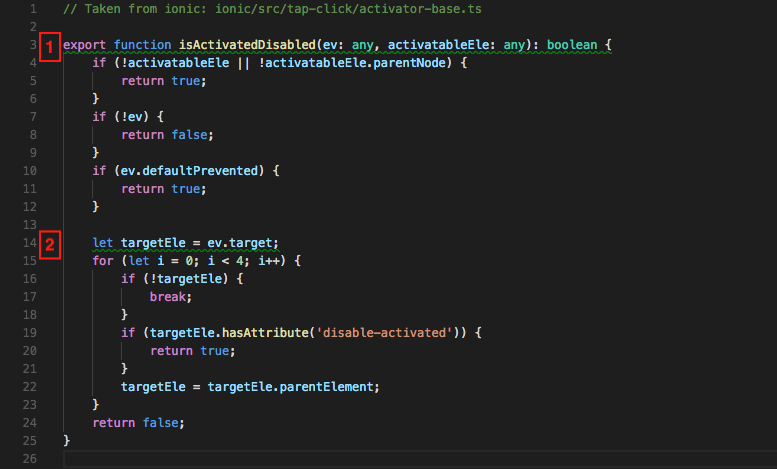 1 // Taken from ionic: ionic/src/tap-click/activator-base.ts
2
1 3 export function isActivatedDisabled(ev: any, activatableEle: any): boolean {
4     if (!activatableEle || !activatableEle.parentNode) {
5         return true;
6     }
7     if (!ev) {
8         return false;
9     }
10     if (ev.defaultPrevented) {
11         return true;
12     }
13
2 14     let targetEle = ev.target;
15     for (let i = 0; i < 4; i++) {
16         if (!targetEle) {
17             break;
18         }
19         if (targetEle.hasAttribute('disable-activated')) {
20             return true;
21         }
22         targetEle = targetEle.parentElement;
23     }
24     return false;
25 }
26